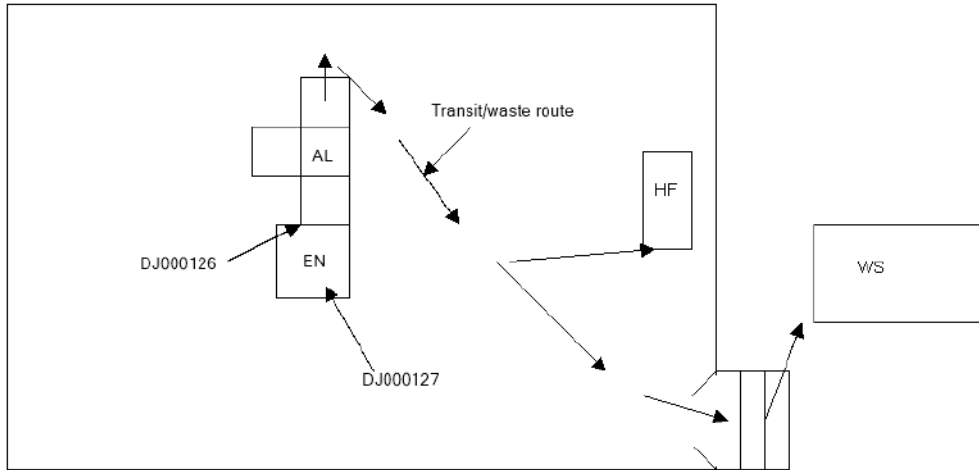 Transit/waste route
AL
HF
DJ000126
EN
WS
DJ000127